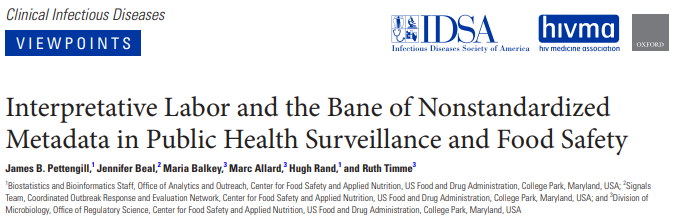 Clinical Infectious Diseases
VIEWPOINTS
IDSA
Infectious Diseases Society of America
hivma
hiv medicine association
OXFORD
Interpretative Labor and the Bane of Nonstandardized
Metadata in Public Health Surveillance and Food Safety
James B. Pettengill,1 Jennifer Beal,2 Maria Balkey,3 Marc Allard,3 Hugh Rand,1 and Ruth Timme3
1Biostatistics and Bioinformatics Staff, Office of Analytics and Outreach, Center for Food Safety and Applied Nutrition, US Food and Drug Administration, College Park, Maryland, USA; 2Signals
Team, Coordinated Outbreak Response and Evaluation Network, Center for Food Safety and Applied Nutrition, US Food and Drug Administration, College Park, Maryland, USA; and 3Division of
Microbiology, Office of Regulatory Science, Center for Food Safety and Applied Nutrition, US Food and Drug Administration, College Park, Maryland, USA